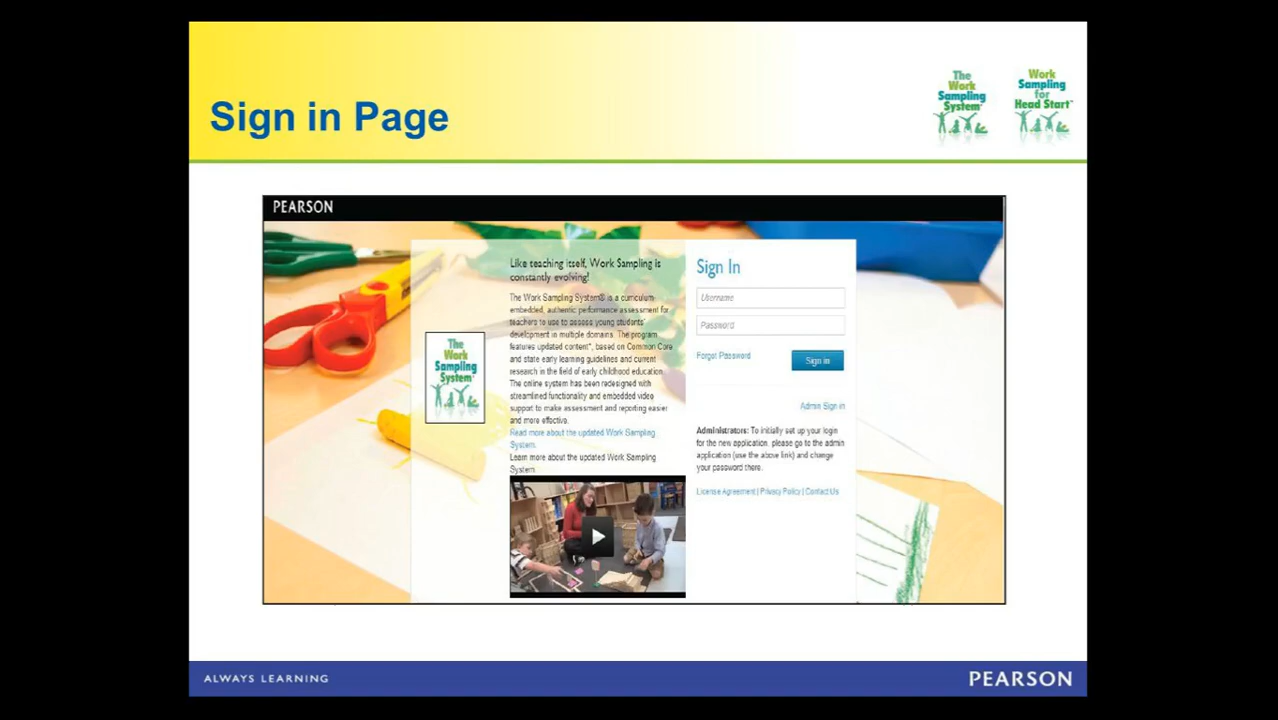 Sign in Page
The
Work
Sampling
System
Work
Sampling
for
Head Start™
PEARSON
Like teaching itself, Work Sampling is
constantly evolving!
The Work Sampling System® is a curriculum-
embedded, authentic performance assessment for
teachers to use to assess young students'
development in multiple domains. The program
features updated content*, based on Common Core
and state early learning guidelines and current
research in the field of early childhood education.
The online system has been redesigned with
streamlined functionality and embedded video
support to make assessment and reporting easier
and more effective.
Read more about the updated Work Sampling
System.
Learn more about the updated Work Sampling
System.
The
Work
Sampling
System
Sign In
Username
Password
Forgot Password
Sign in
Admin Sign in
Administrators: To initially set up your login
for the new application, please go to the admin
application (use the above link) and change
your password there.
License Agreement | Privacy Policy | Contact Us
ALWAYS LEARNING
PEARSON